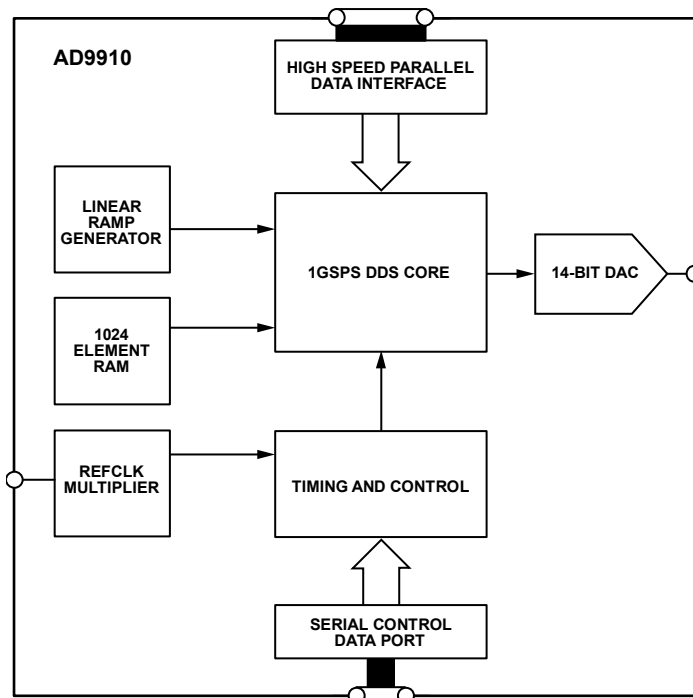 AD9910
HIGH SPEED PARALLEL
DATA INTERFACE
LINEAR
RAMP
GENERATOR
1GSPS DDS CORE
14-BIT DAC
1024
ELEMENT
RAM
REFCLK
MULTIPLIER
TIMING AND CONTROL
SERIAL CONTROL
DATA PORT